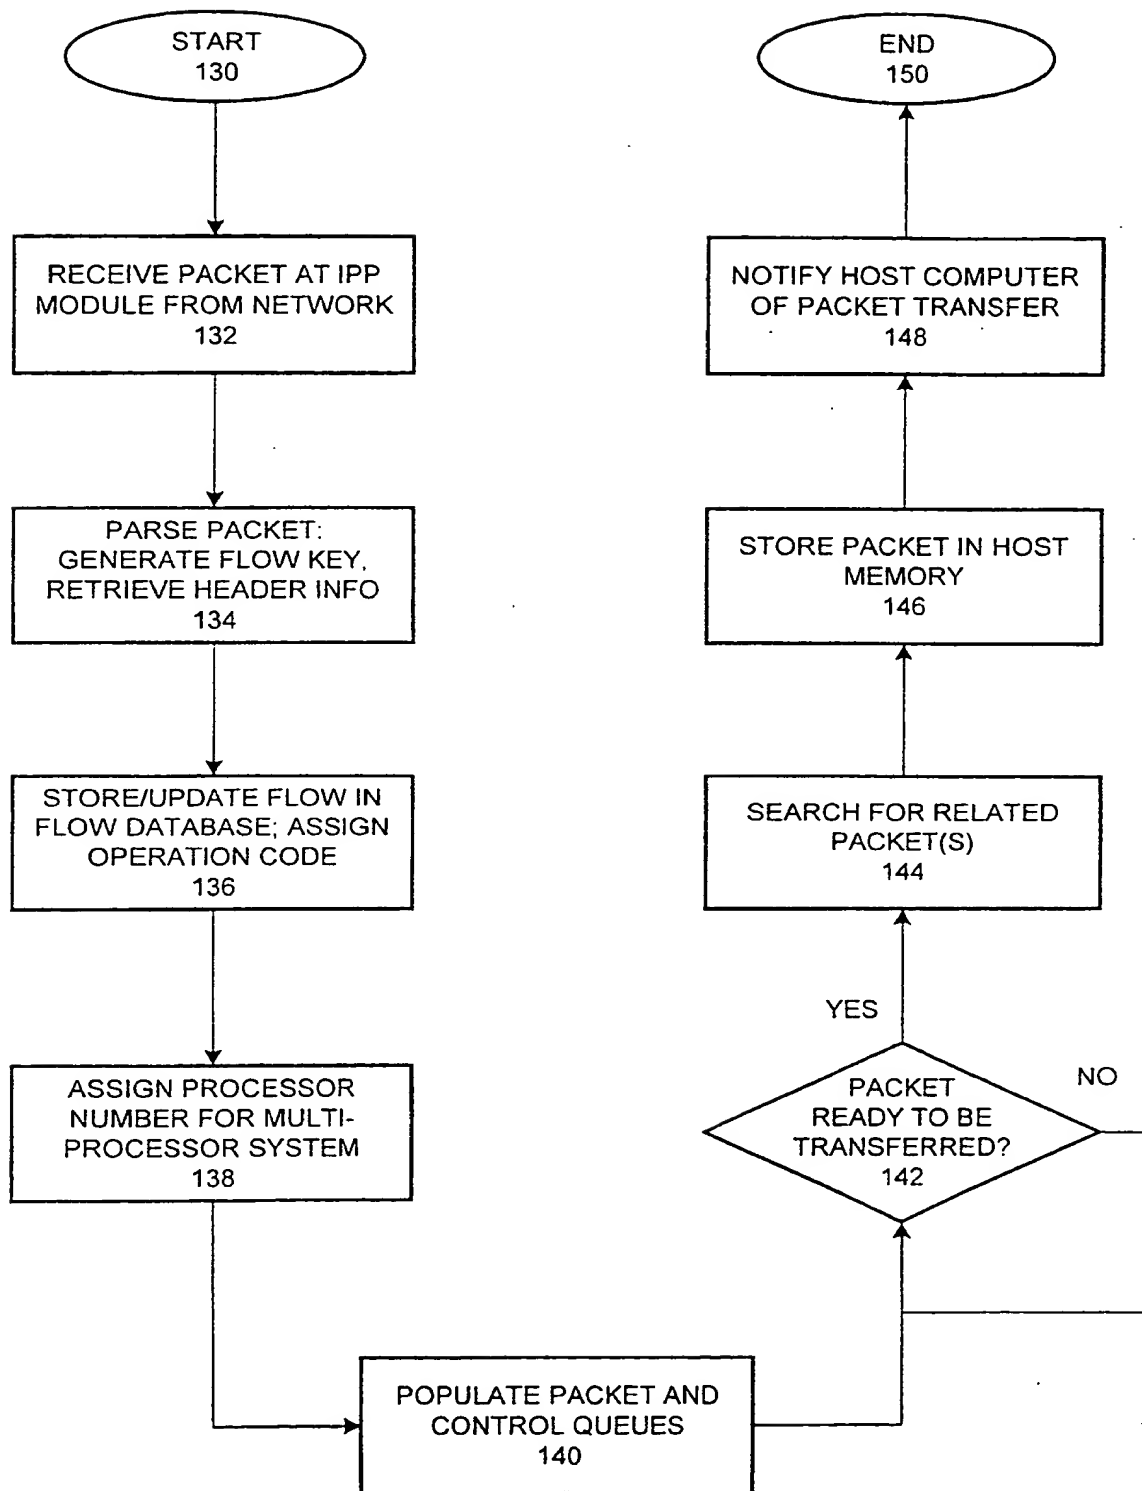 START
130
RECEIVE PACKET AT IPP
MODULE FROM NETWORK
132
PARSE PACKET:
GENERATE FLOW KEY,
RETRIEVE HEADER INFO
134
STORE/UPDATE FLOW IN
FLOW DATABASE; ASSIGN
OPERATION CODE
136
ASSIGN PROCESSOR
NUMBER FOR MULTI-
PROCESSOR SYSTEM
138
POPULATE PACKET AND
CONTROL QUEUES
140
PACKET
READY TO BE
TRANSFERRED?
142
YES
NO
SEARCH FOR RELATED
PACKET(S)
144
STORE PACKET IN HOST
MEMORY
146
NOTIFY HOST COMPUTER
OF PACKET TRANSFER
148
END
150